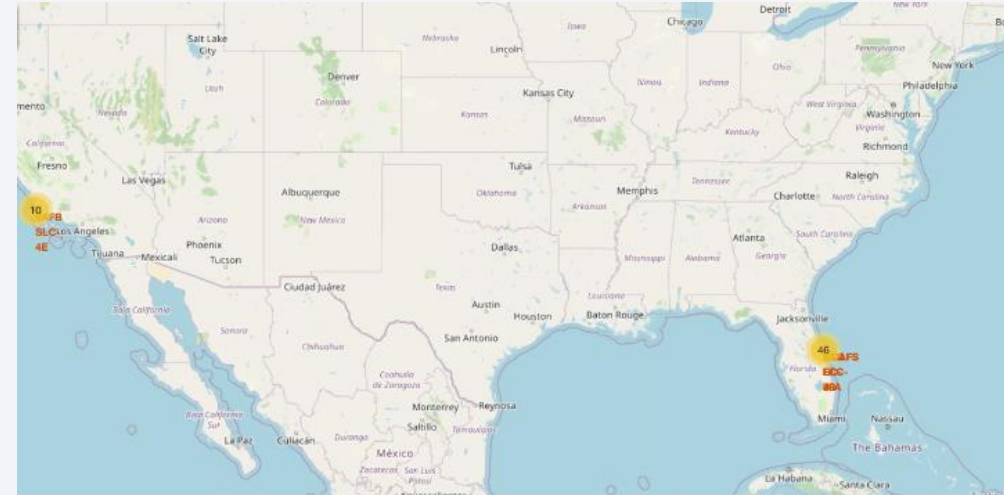 Detroit
New York
Chicago
Iowa
Nebraska
Salt Lake
City
Lincoln
Pennsylvania
New York
Denver
Utah
Illinois
Indiana
Ohio
Philadelphia
Kansas City
Colorado
Nevada
West Virginia
Washington
Kansas
Missouri
Virginia
California
Kentucky
Richmond
Fresno
Las Vegas
Tulsa
Raleigh
Albuquerque
Oklahoma
Memphis
Tennessee
Charlotte
North Carolina
10
AFB
SLC-
4E
Los Angeles
Arizona
New Mexico
Arkansas
South Carolina
Tijuana
Mexicali
Phoenix
Tucson
Dallas
Atlanta
Mississippi
Alabama
Georgia
Ciudad Juárez
Texas
Louisiana
Baja California
Austin
Houston
Baton Rouge
Jacksonville
Sonora
Chihuahua
San Antonio
46
AFS
Florida
Coahuila
de Zaragoza
Monterrey
Reynosa
Saltillo
Tamaulipas
Miami
Nassau
Baja California
Sur
La Paz
Culiacán
Durango
México
The Bahamas
Zacatecas
San Luis
Potosí
La Habana
Santa Clara